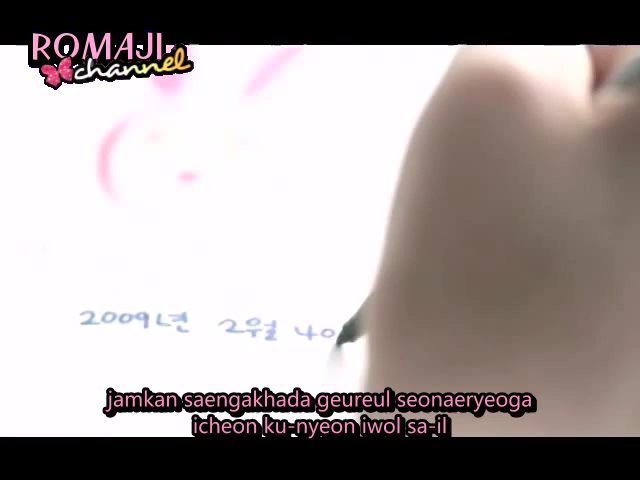 ROMAJI
channel
2009년 2월 4
jamkan saengakhada geureul seonaeryeoga
icheon ku-nyeon iwol sa-il